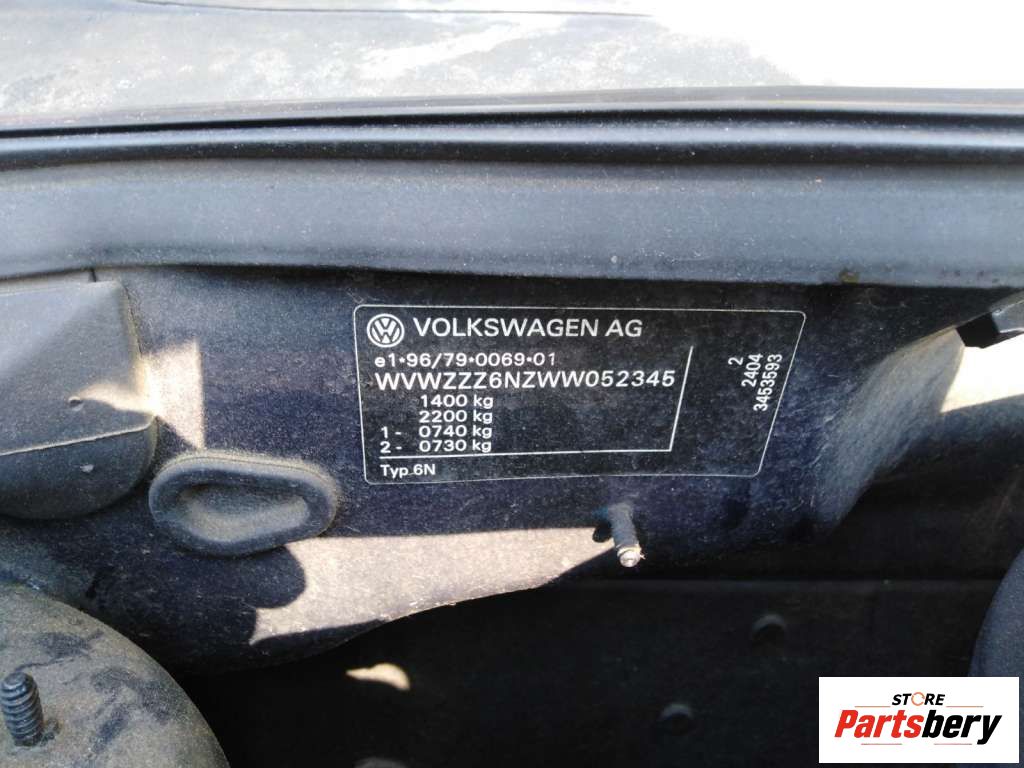 VOLKSWAGEN AG
e1*96/79*0069*01
WVWZZZ6NZWW052345
1400 kg
2200 kg
1 - 0740 kg
2 - 0730 kg
Typ 6N
2
2404
3453593
STORE
Partsbery